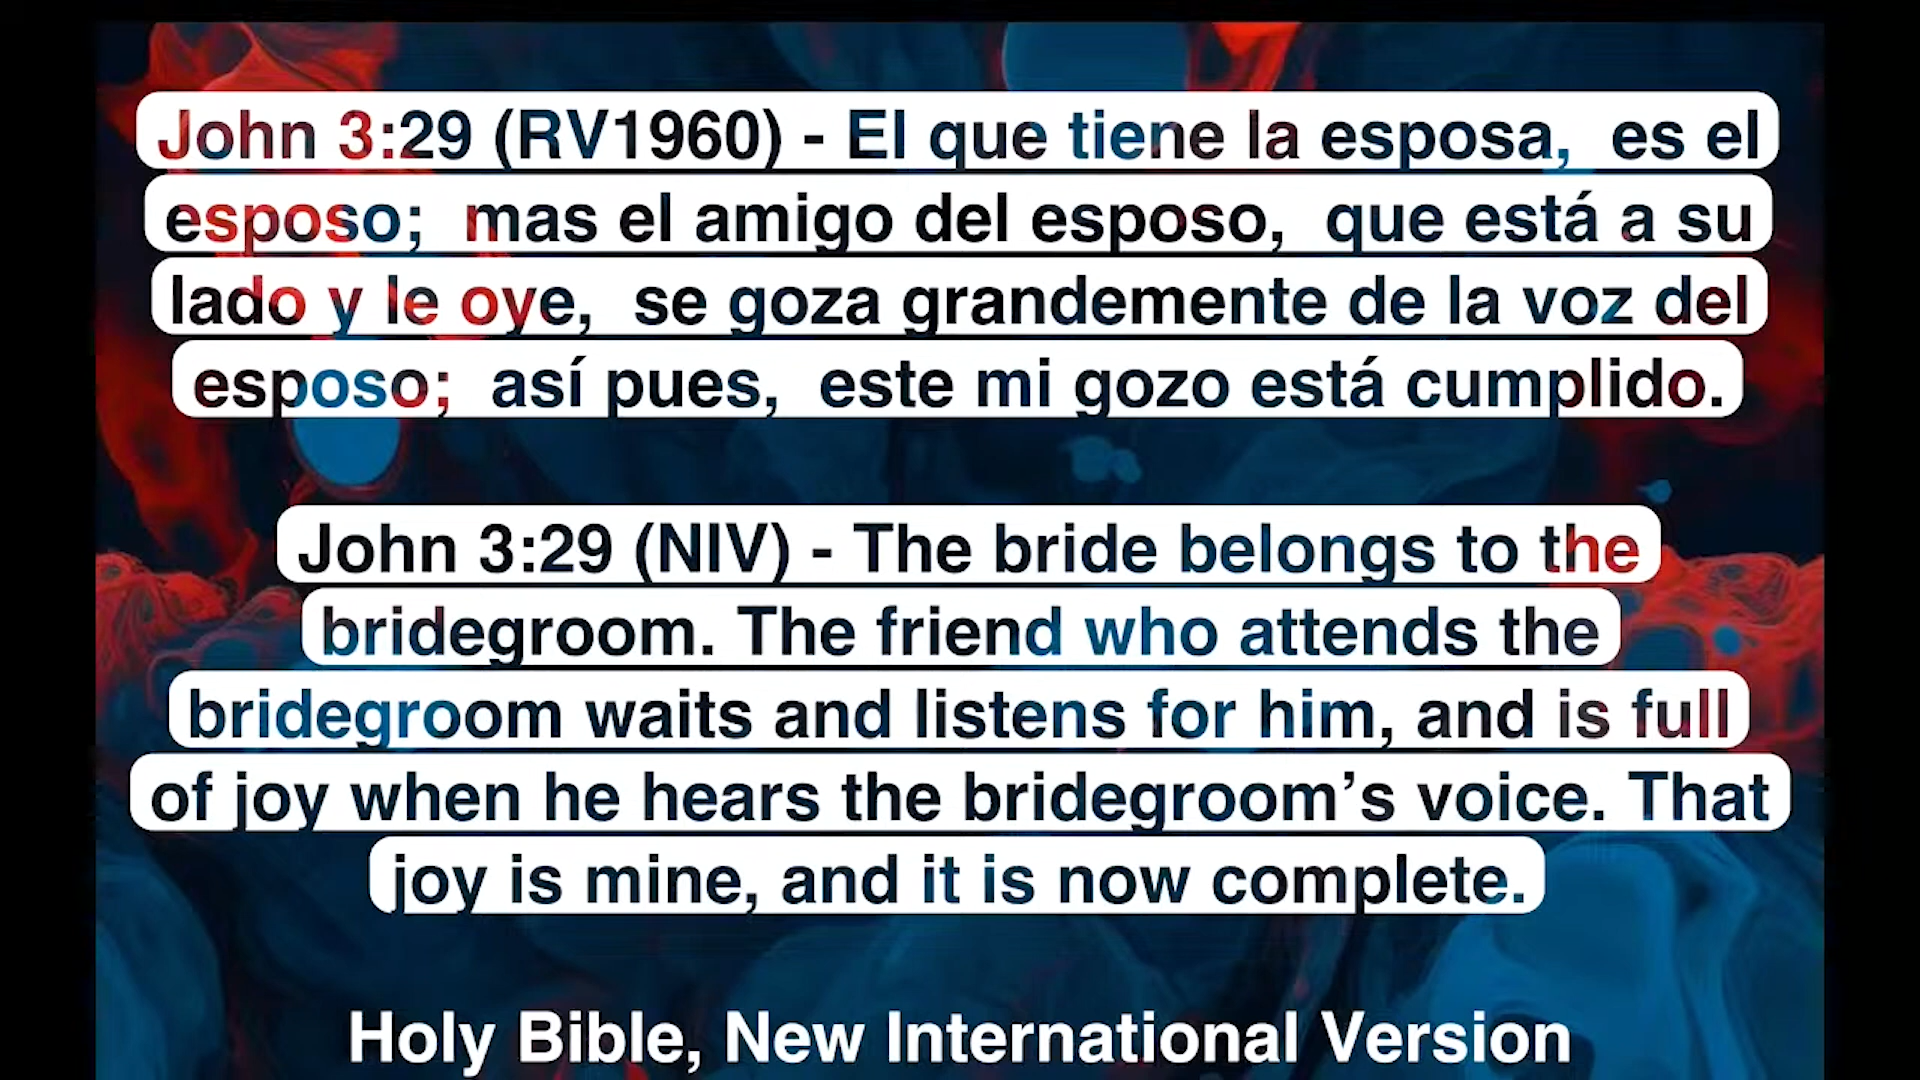 John 3:29 (RV1960) - El que tiene la esposa, es el
esposo; mas el amigo del esposo, que está a su
lado y le oye, se goza grandemente de la voz del
esposo; así pues, este mi gozo está cumplido.
John 3:29 (NIV) - The bride belongs to the
bridegroom. The friend who attends the
bridegroom waits and listens for him, and is full
of joy when he hears the bridegroom’s voice. That
joy is mine, and it is now complete.
Holy Bible, New International Version